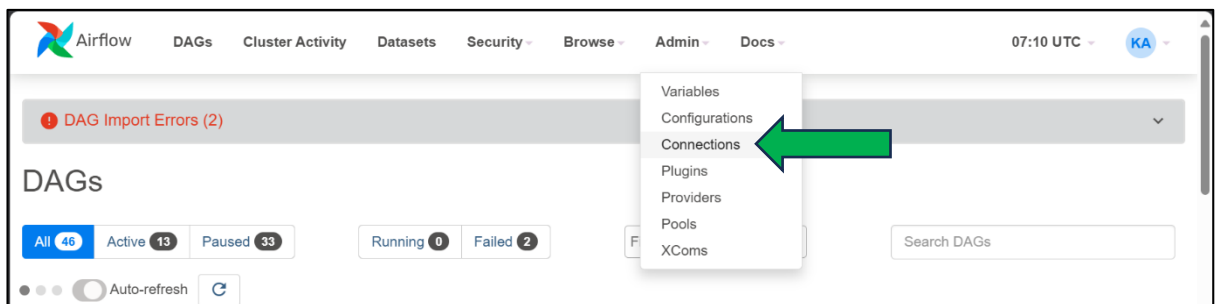 Airflow DAGs Cluster Activity Datasets Security Browse Admin Docs 07:10 UTC KA
Variables
DAG Import Errors (2)
Configurations
Connections
Plugins
DAGs
Providers
Pools
All 46 Active 13 Paused 33 Running 0 Failed 2 Search DAGs
XComs
Auto-refresh